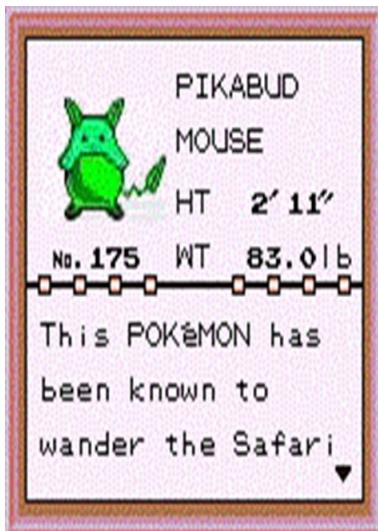 PIKABUD
MOUSE
HT 2′11″
No.175 WT 83.0lb
This POKéMON has
been known to
wander the Safari